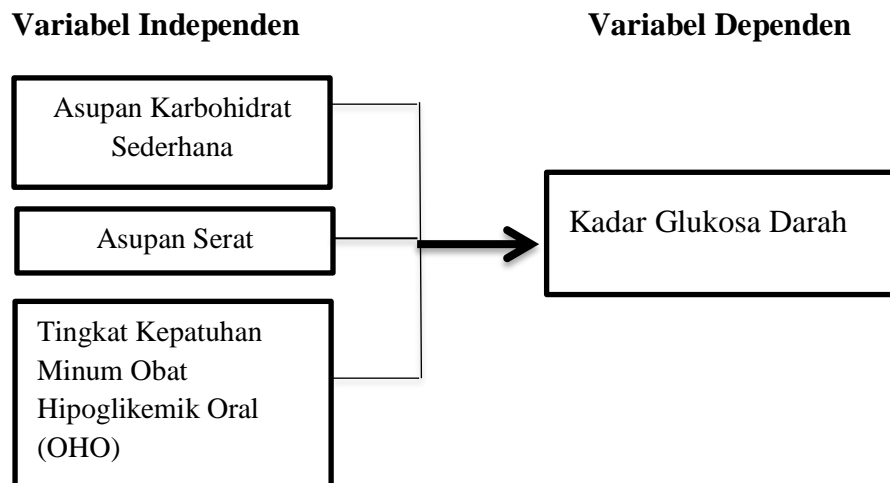 Variabel Independen
Variabel Dependen
Asupan Karbohidrat
Sederhana
Asupan Serat
Tingkat Kepatuhan
Minum Obat
Hipoglikemik Oral
(OHO)
Kadar Glukosa Darah